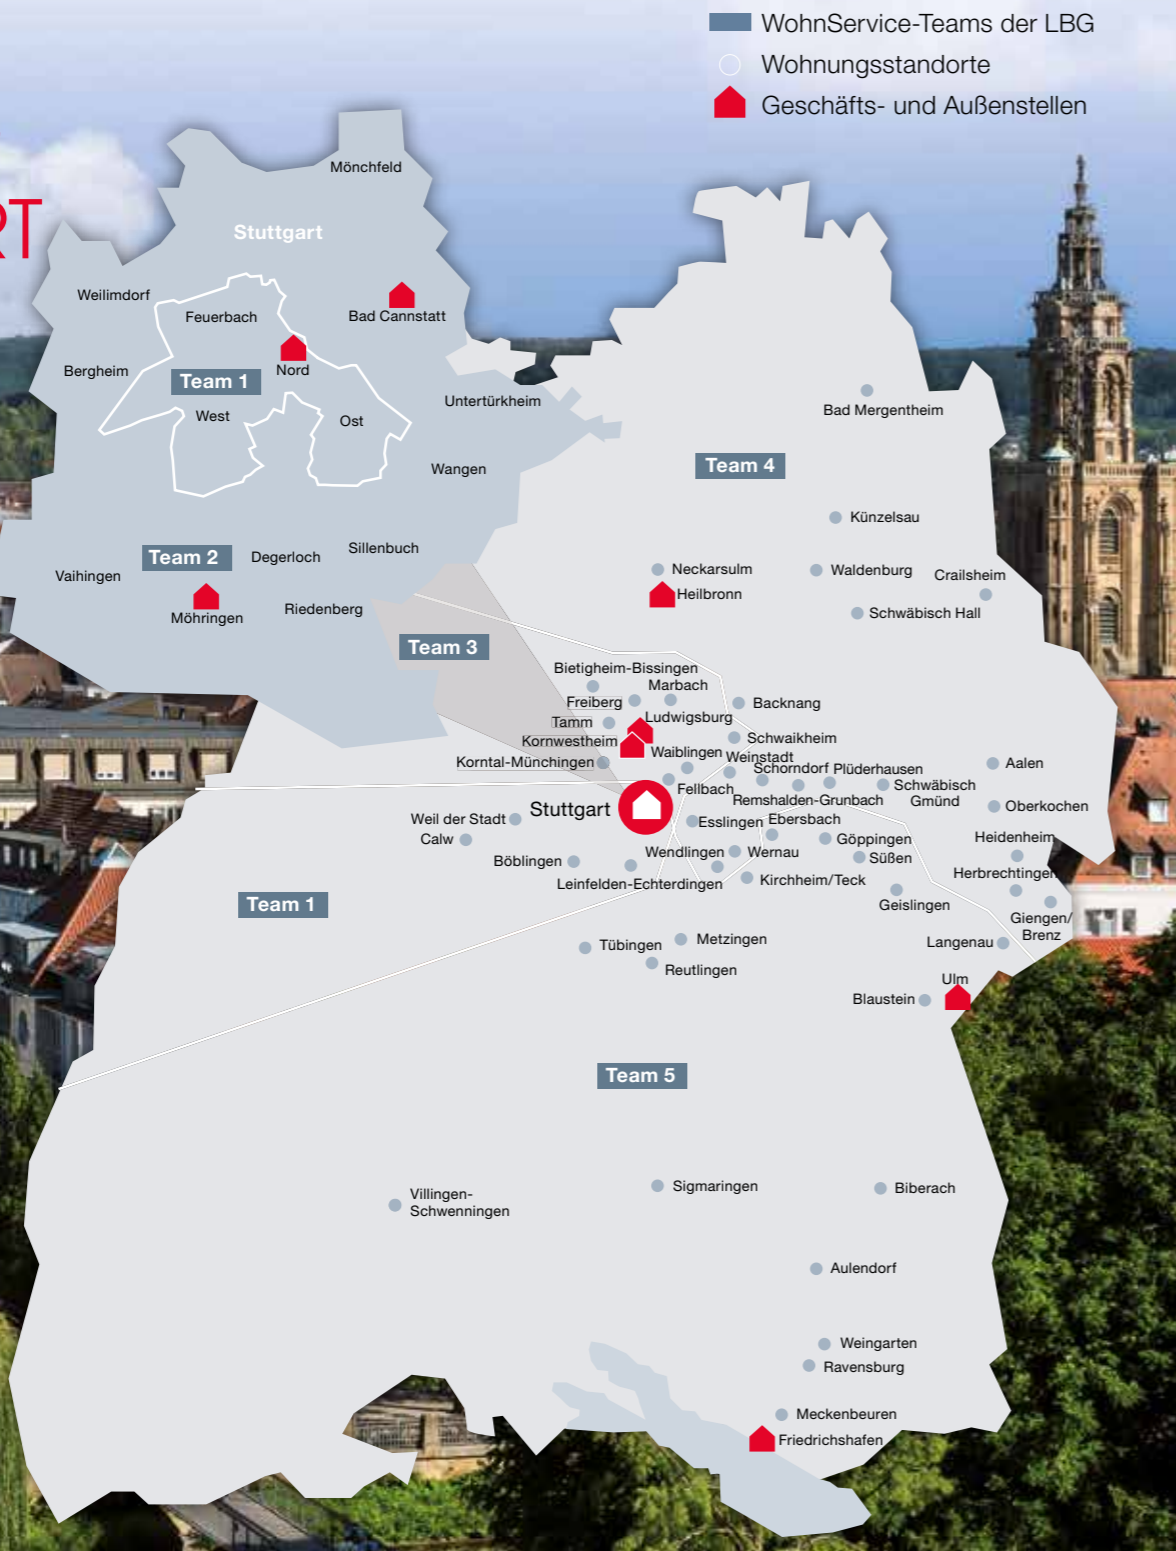 WohnService-Teams der LBG
Wohnungsstandorte
Geschäfts- und Außenstellen
RT
Mönchfeld
Stuttgart
Weilimdorf
Feuerbach
Bad Cannstatt
Bergheim
Team 1
Nord
Untertürkheim
West
Ost
Wangen
Team 2
Degerloch
Sillenbuch
Vaihingen
Möhringen
Riedenberg
Team 3
Bad Mergentheim
Team 4
Künzelsau
Neckarsulm
Waldenburg
Crailsheim
Heilbronn
Schwäbisch Hall
Bietigheim-Bissingen
Marbach
Freiberg
Backnang
Tamm
Ludwigsburg
Kornwestheim
Schwaikheim
Waiblingen
Weinstadt
Korntal-Münchingen
Schorndorf
Plüderhausen
Aalen
Fellbach
Remshalden-Grunbach
Schwäbisch
Gmünd
Oberkochen
Stuttgart
Weil der Stadt
Esslingen
Ebersbach
Calw
Göppingen
Heidenheim
Böblingen
Wendlingen
Wernau
Süßen
Leinfelden-Echterdingen
Kirchheim/Teck
Herbrechtingen
Geislingen
Giengen/
Brenz
Team 1
Tübingen
Metzingen
Reutlingen
Langenau
Ulm
Blaustein
Team 5
Villingen-
Schwenningen
Sigmaringen
Biberach
Aulendorf
Weingarten
Ravensburg
Meckenbeuren
Friedrichshafen